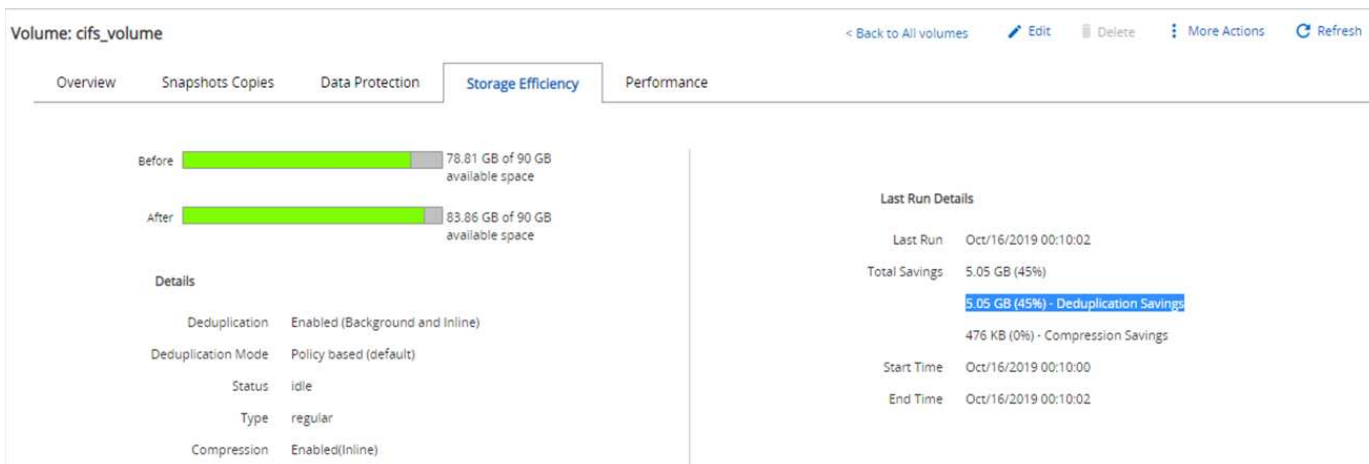 Volume: cifs_volume
< Back to All volumes Edit Delete More Actions Refresh
Overview Snapshots Copies Data Protection Storage Efficiency Performance
Before 78.81 GB of 90 GB
available space
After 83.86 GB of 90 GB
available space
Details
Deduplication Enabled (Background and Inline)
Deduplication Mode Policy based (default)
Status idle
Type regular
Compression Enabled(Inline)
Last Run Details
Last Run Oct/16/2019 00:10:02
Total Savings 5.05 GB (45%)
5.05 GB (45%) - Deduplication Savings
476 KB (0%) - Compression Savings
Start Time Oct/16/2019 00:10:00
End Time Oct/16/2019 00:10:02